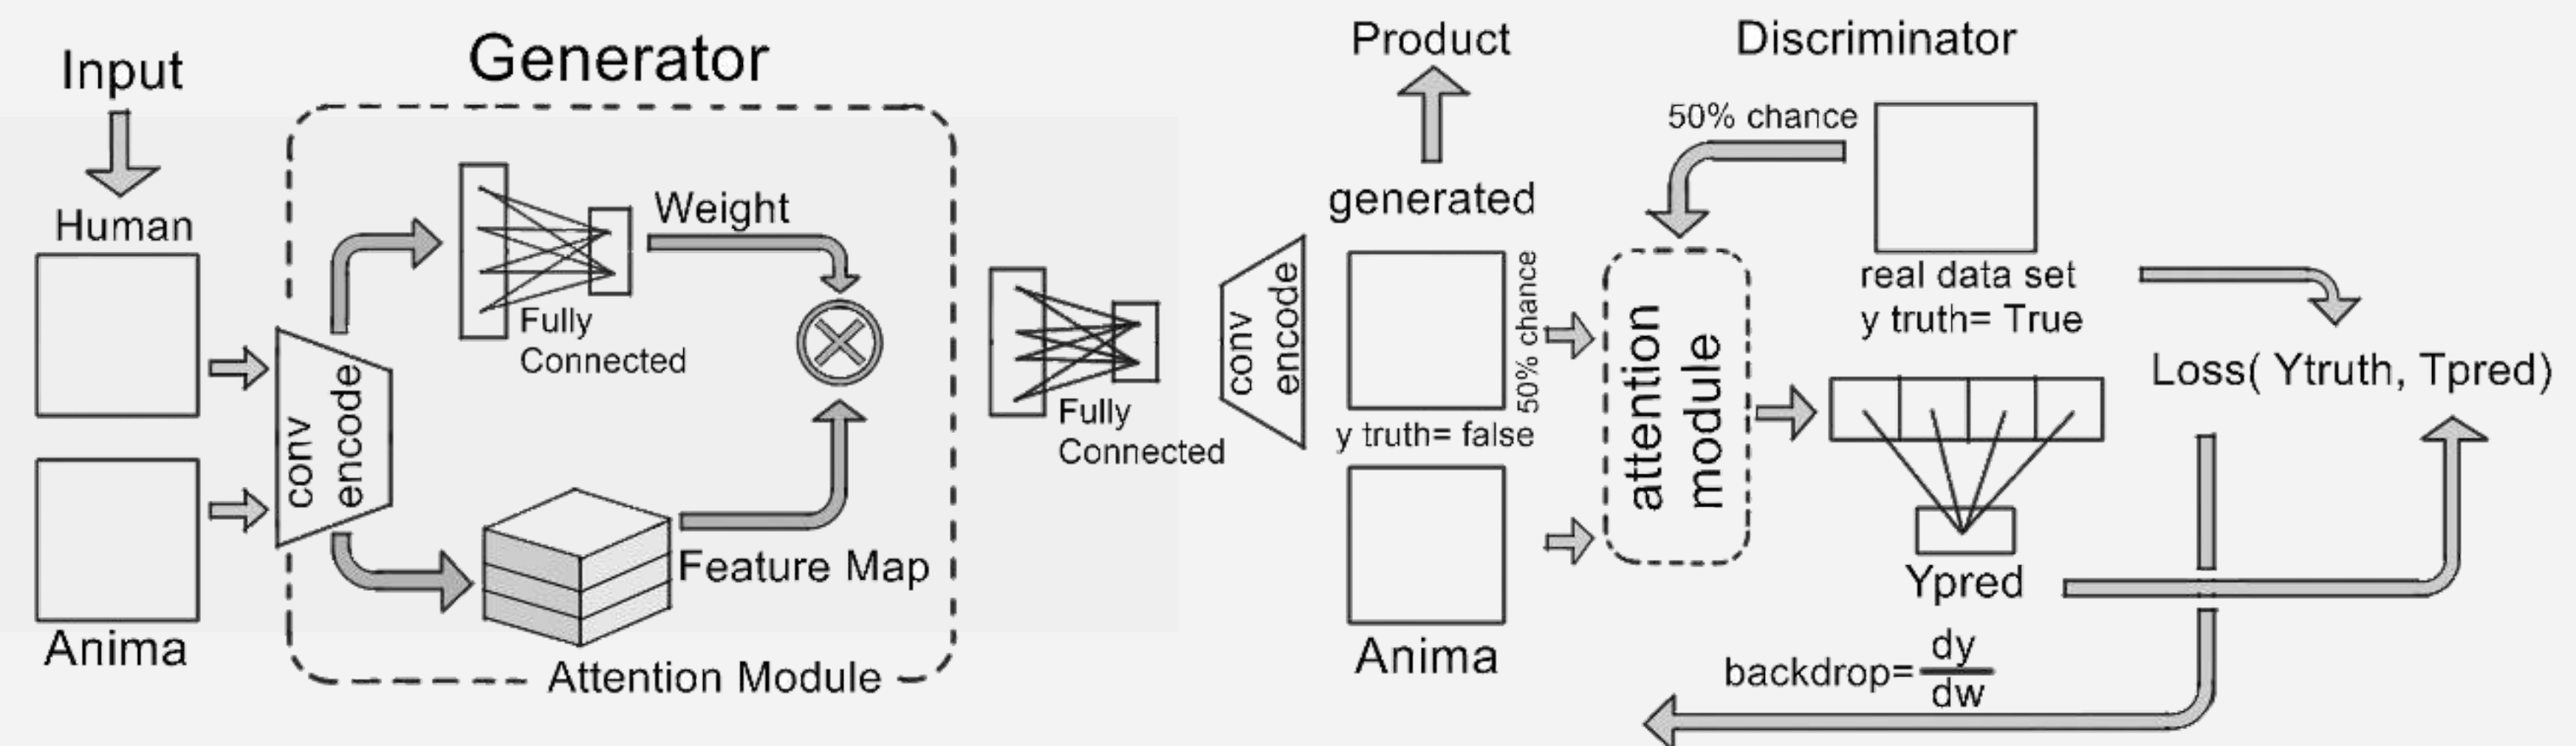 Input
Human
Anima
Generator
conv
encode
Weight
Fully
Connected
Feature Map
Attention Module
Fully
Connected
conv
encode
Product
generated
50% chance
y truth= false
Anima
Discriminator
50% chance
attention
module
real data set
y truth= True
Ypred
Loss( Ytruth, Tpred)
backdrop= dy
dw